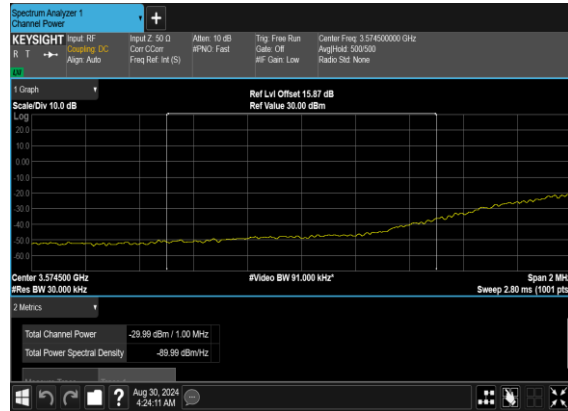 Spectrum Analyzer 1
Channel Power
+
KEYSIGHT Input: RF Input Z: 50 Ω Atten: 10 dB Trig: Free Run Center Freq: 3.574500000 GHz
R T Coupling: DC Corr CCorr #PNO: Fast Gate: Off Avg|Hold: 500/500
Align: Auto Freq Ref: Int (S) #IF Gain: Low Radio Std: None
1 Graph
Ref Lvl Offset 15.87 dB
Scale/Div 10.0 dB Ref Value 30.00 dBm
Log
20.0
10.0
0.00
-10.0
-20.0
-30.0
-40.0
-50.0
-60.0
Center 3.574500 GHz #Video BW 91.000 kHz* Span 2 MHz
#Res BW 30.000 kHz Sweep 2.80 ms (1001 pts
2 Metrics
Total Channel Power -29.99 dBm / 1.00 MHz
Total Power Spectral Density -89.99 dBm/Hz
?
Aug 30, 2024
4:24:11 AM